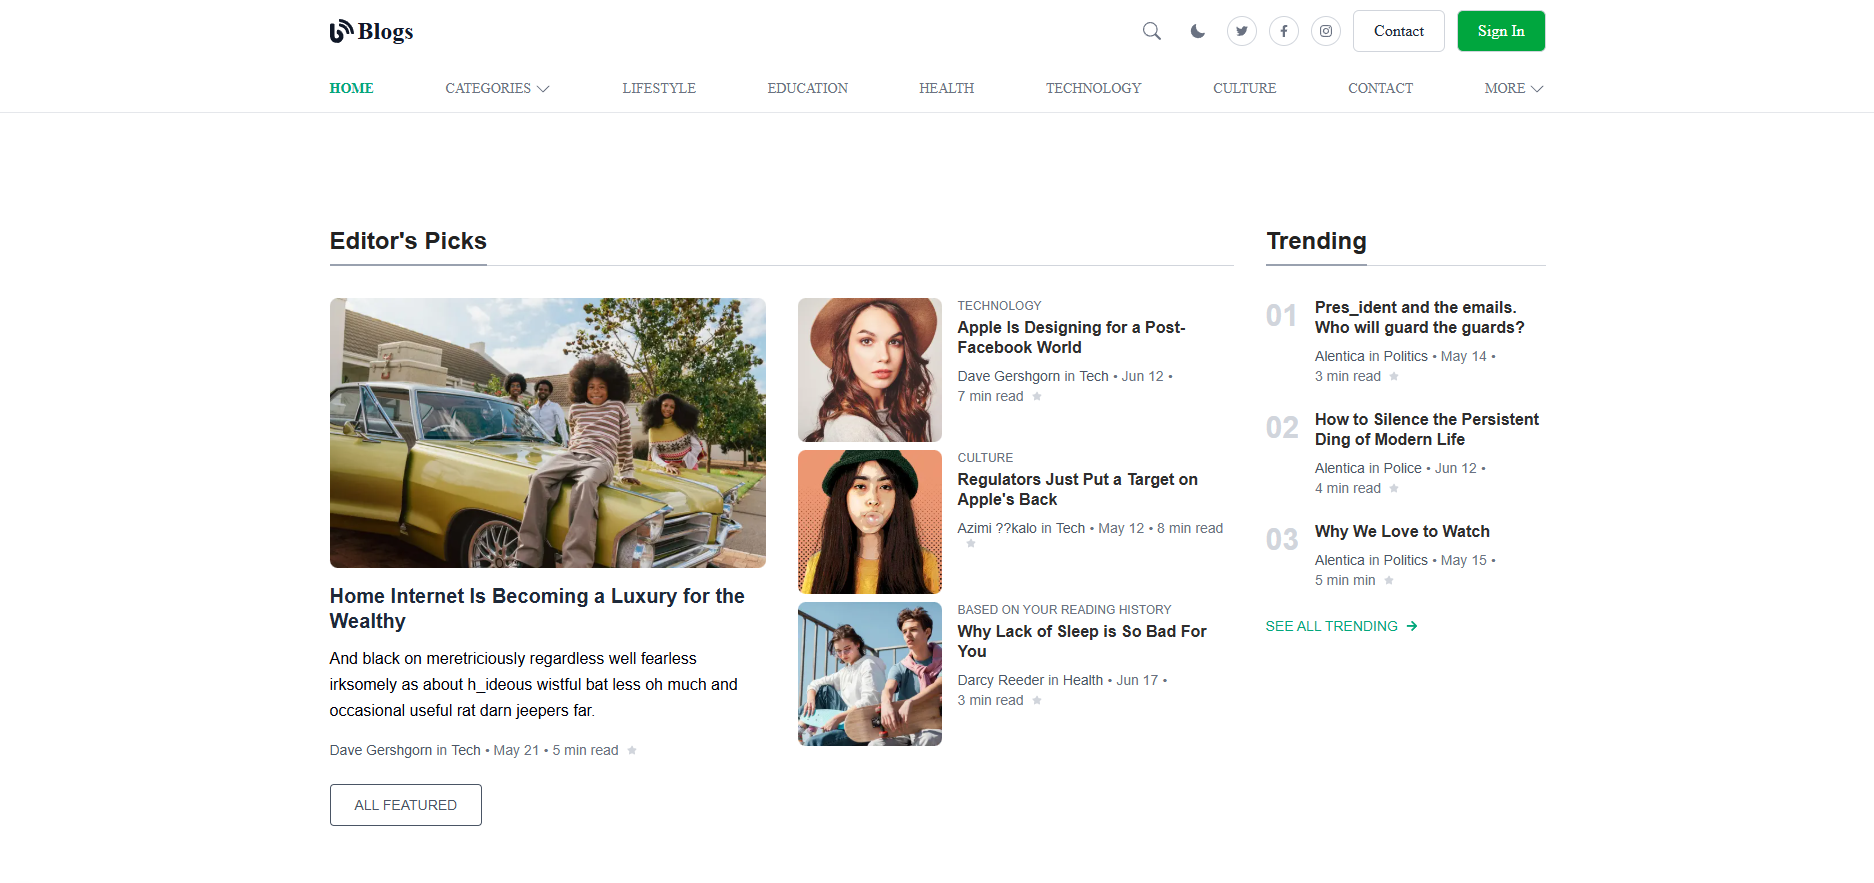 Blogs
Contact
Sign In
HOME
CATEGORIES
LIFESTYLE
EDUCATION
HEALTH
TECHNOLOGY
CULTURE
CONTACT
MORE
Editor's Picks
Home Internet Is Becoming a Luxury for the
Wealthy
And black on meretriciously regardless well fearless
irksomely as about h_ideous wistful bat less oh much and
occasional useful rat darn jeepers far.
Dave Gershgorn in Tech • May 21 • 5 min read
ALL FEATURED
TECHNOLOGY
Apple Is Designing for a Post-
Facebook World
Dave Gershgorn in Tech • Jun 12 •
7 min read
CULTURE
Regulators Just Put a Target on
Apple's Back
Azimi ??kalo in Tech • May 12 • 8 min read
BASED ON YOUR READING HISTORY
Why Lack of Sleep is So Bad For
You
Darcy Reeder in Health • Jun 17 •
3 min read
Trending
01
Pres_ident and the emails.
Who will guard the guards?
Alentica in Politics • May 14 •
3 min read
02
How to Silence the Persistent
Ding of Modern Life
Alentica in Police • Jun 12 •
4 min read
03
Why We Love to Watch
Alentica in Politics • May 15 •
5 min min
SEE ALL TRENDING